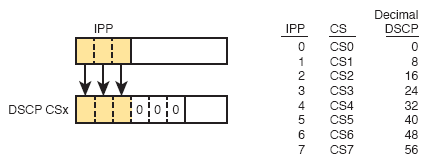 IPP
DSCP CSx 0 0 0
Decimal
IPP CS DSCP
0 CS0 0
1 CS1 8
2 CS2 16
3 CS3 24
4 CS4 32
5 CS5 40
6 CS6 48
7 CS7 56